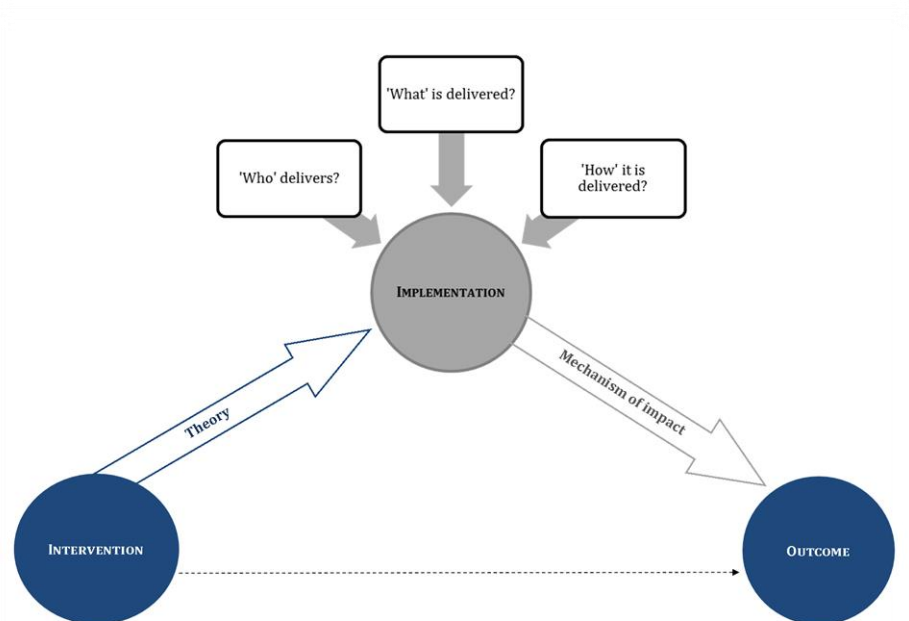 'What' is delivered?
'Who' delivers?
'How' it is
delivered?
IMPLEMENTATION
Theory
Mechanism of impact
INTERVENTION
OUTCOME